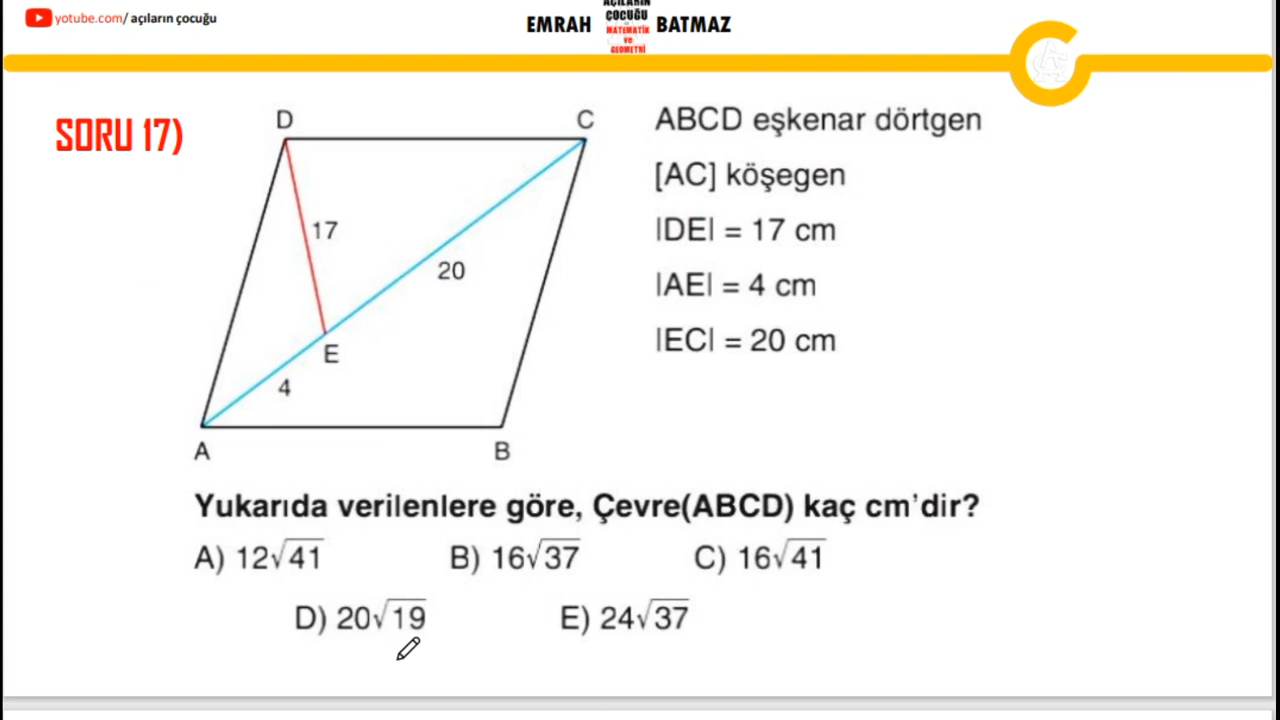 yotube.com/ açıların çocuğu
AÇILARIN
ÇOCUĞU
EMRAH BATMAZ
MATEMATİK
ve
GEOMETRİ
SORU 17)
D
C
17
20
E
4
A
B
ABCD eşkenar dörtgen
[AC] köşegen
|DE| = 17 cm
|AE| = 4 cm
|EC| = 20 cm
Yukarıda verilenlere göre, Çevre(ABCD) kaç cm'dir?
A) 12√41 B) 16√37 C) 16√41
D) 20√19 E) 24√37